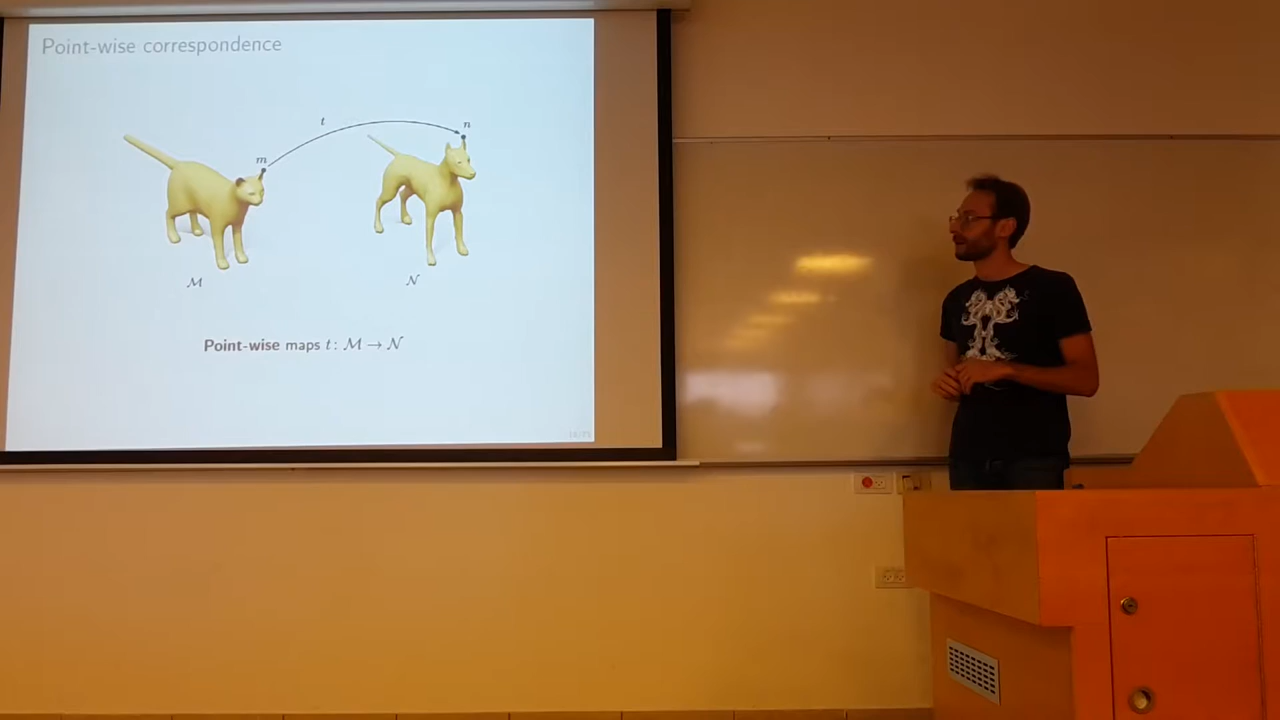 Point-wise correspondence
t
n
m
ℳ
𝒩
Point-wise maps t: ℳ → 𝒩